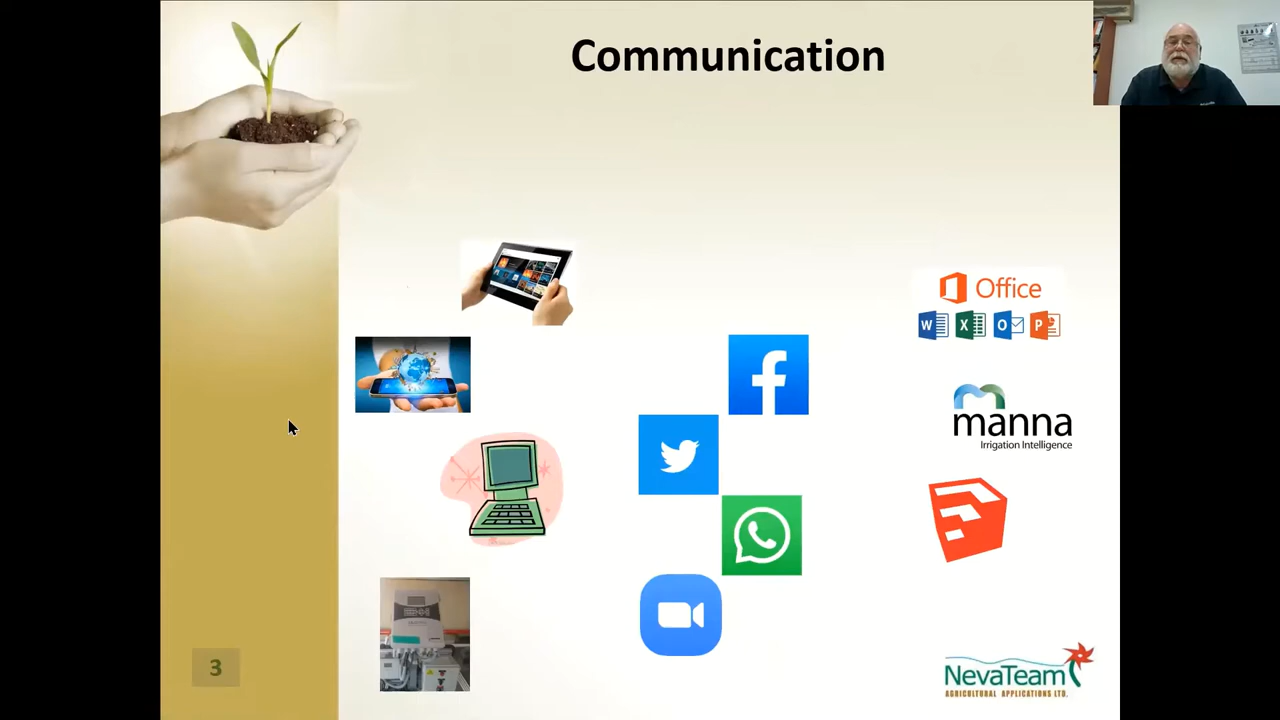 Communication
Office
W X O P
manna
Irrigation Intelligence
3
NevaTeam
AGRICULTURAL APPLICATIONS LTD.